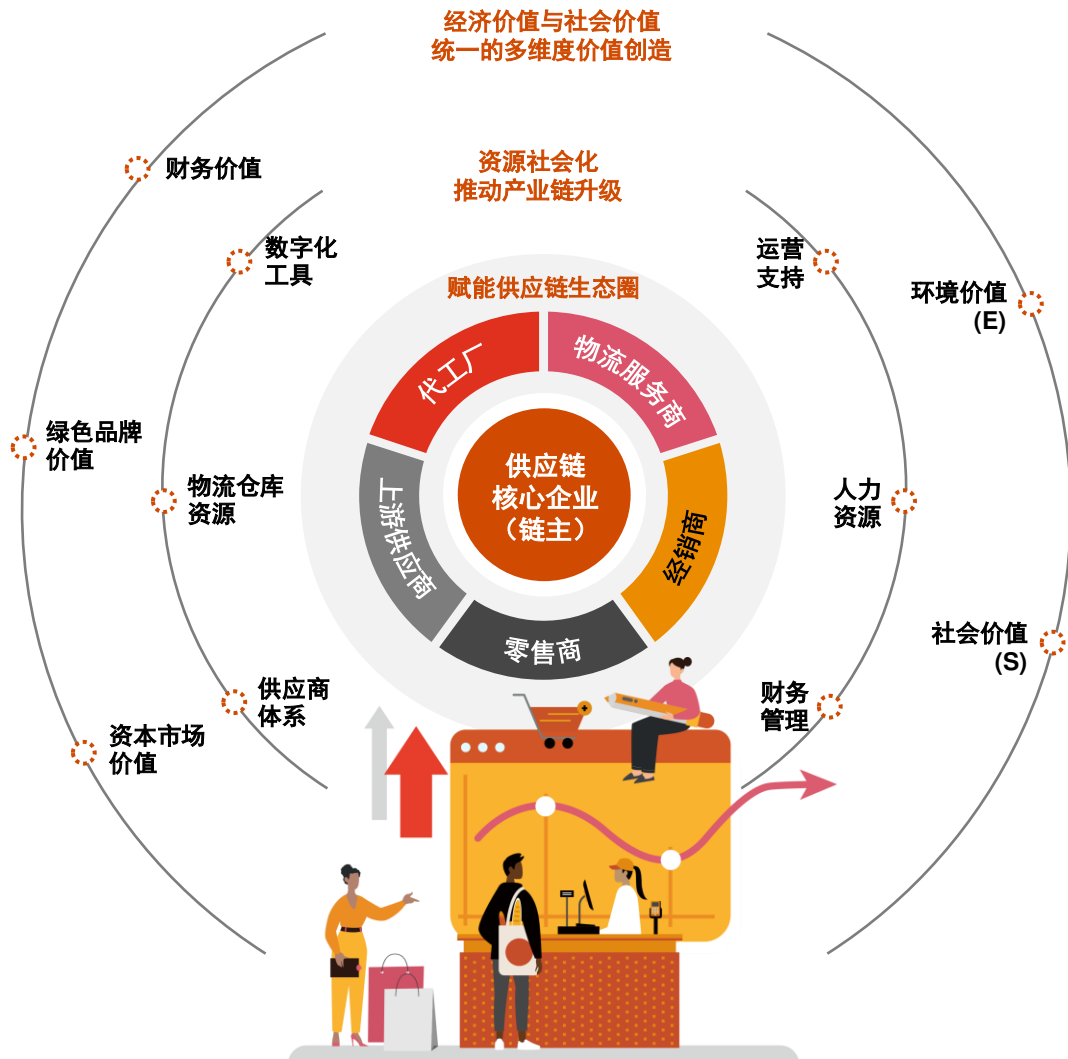 经济价值与社会价值
统一的多维度价值创造
资源社会化
推动产业链升级
财务价值
数字化
工具
运营
支持
赋能供应链生态圈
环境价值
(E)
代工厂
物流服务商
绿色品牌
价值
物流仓库
资源
上游供应商
供应链
核心企业
（链主）
经销商
人力
资源
零售商
社会价值
(S)
供应商
体系
财务
管理
资本市场
价值